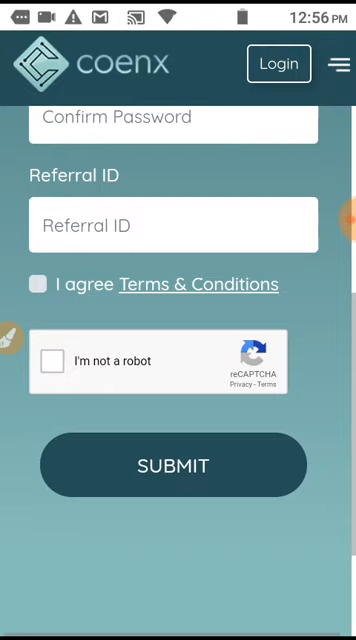 12:56 PM
coenx
Login
Confirm Password
Referral ID
Referral ID
I agree Terms & Conditions
I'm not a robot
reCAPTCHA
Privacy - Terms
SUBMIT